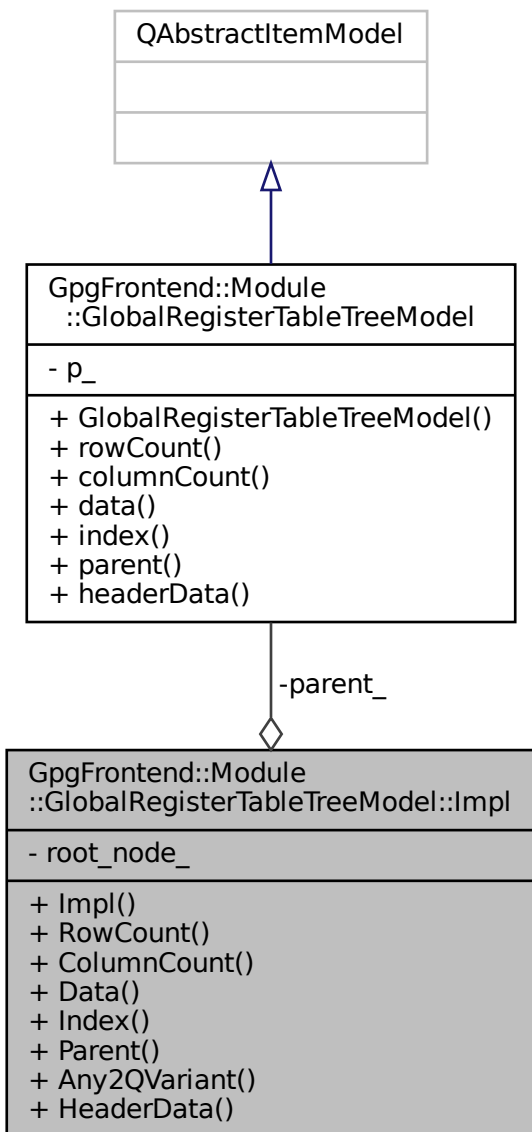 QAbstractItemModel
GpgFrontend::Module
::GlobalRegisterTableTreeModel
- p_
+ GlobalRegisterTableTreeModel()
+ rowCount()
+ columnCount()
+ data()
+ index()
+ parent()
+ headerData()
-parent_
GpgFrontend::Module
::GlobalRegisterTableTreeModel::Impl
- root_node_
+ Impl()
+ RowCount()
+ ColumnCount()
+ Data()
+ Index()
+ Parent()
+ Any2QVariant()
+ HeaderData()